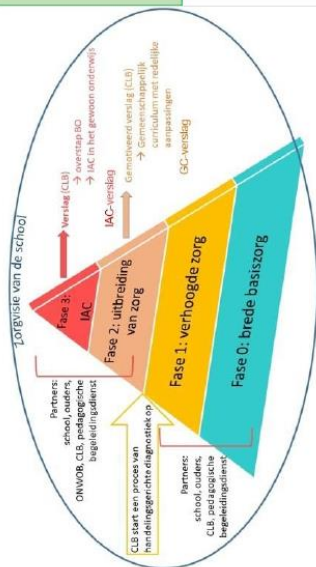 Zorgvisie van de school
Partners:
school, ouders,
ONWOB, CLB, pedagogische
begeleidingsdienst
CLB start een proces van
handelingsgerichte diagnostiek op
Partners:
school, ouders,
CLB, pedagogische
begeleidingsdienst
Fase 3:
IAC
Fase 2: uitbreiding
van zorg
Fase 1: verhoogde zorg
Fase 0: brede basiszorg
Verslag (CLB)
→ overstap BO
→ IAC in het gewoon onderwijs
IAC-verslag
Gemotiveerd verslag (CLB)
→ Gemeenschappelijk
curriculum met redelijke
aanpassingen
GC-verslag